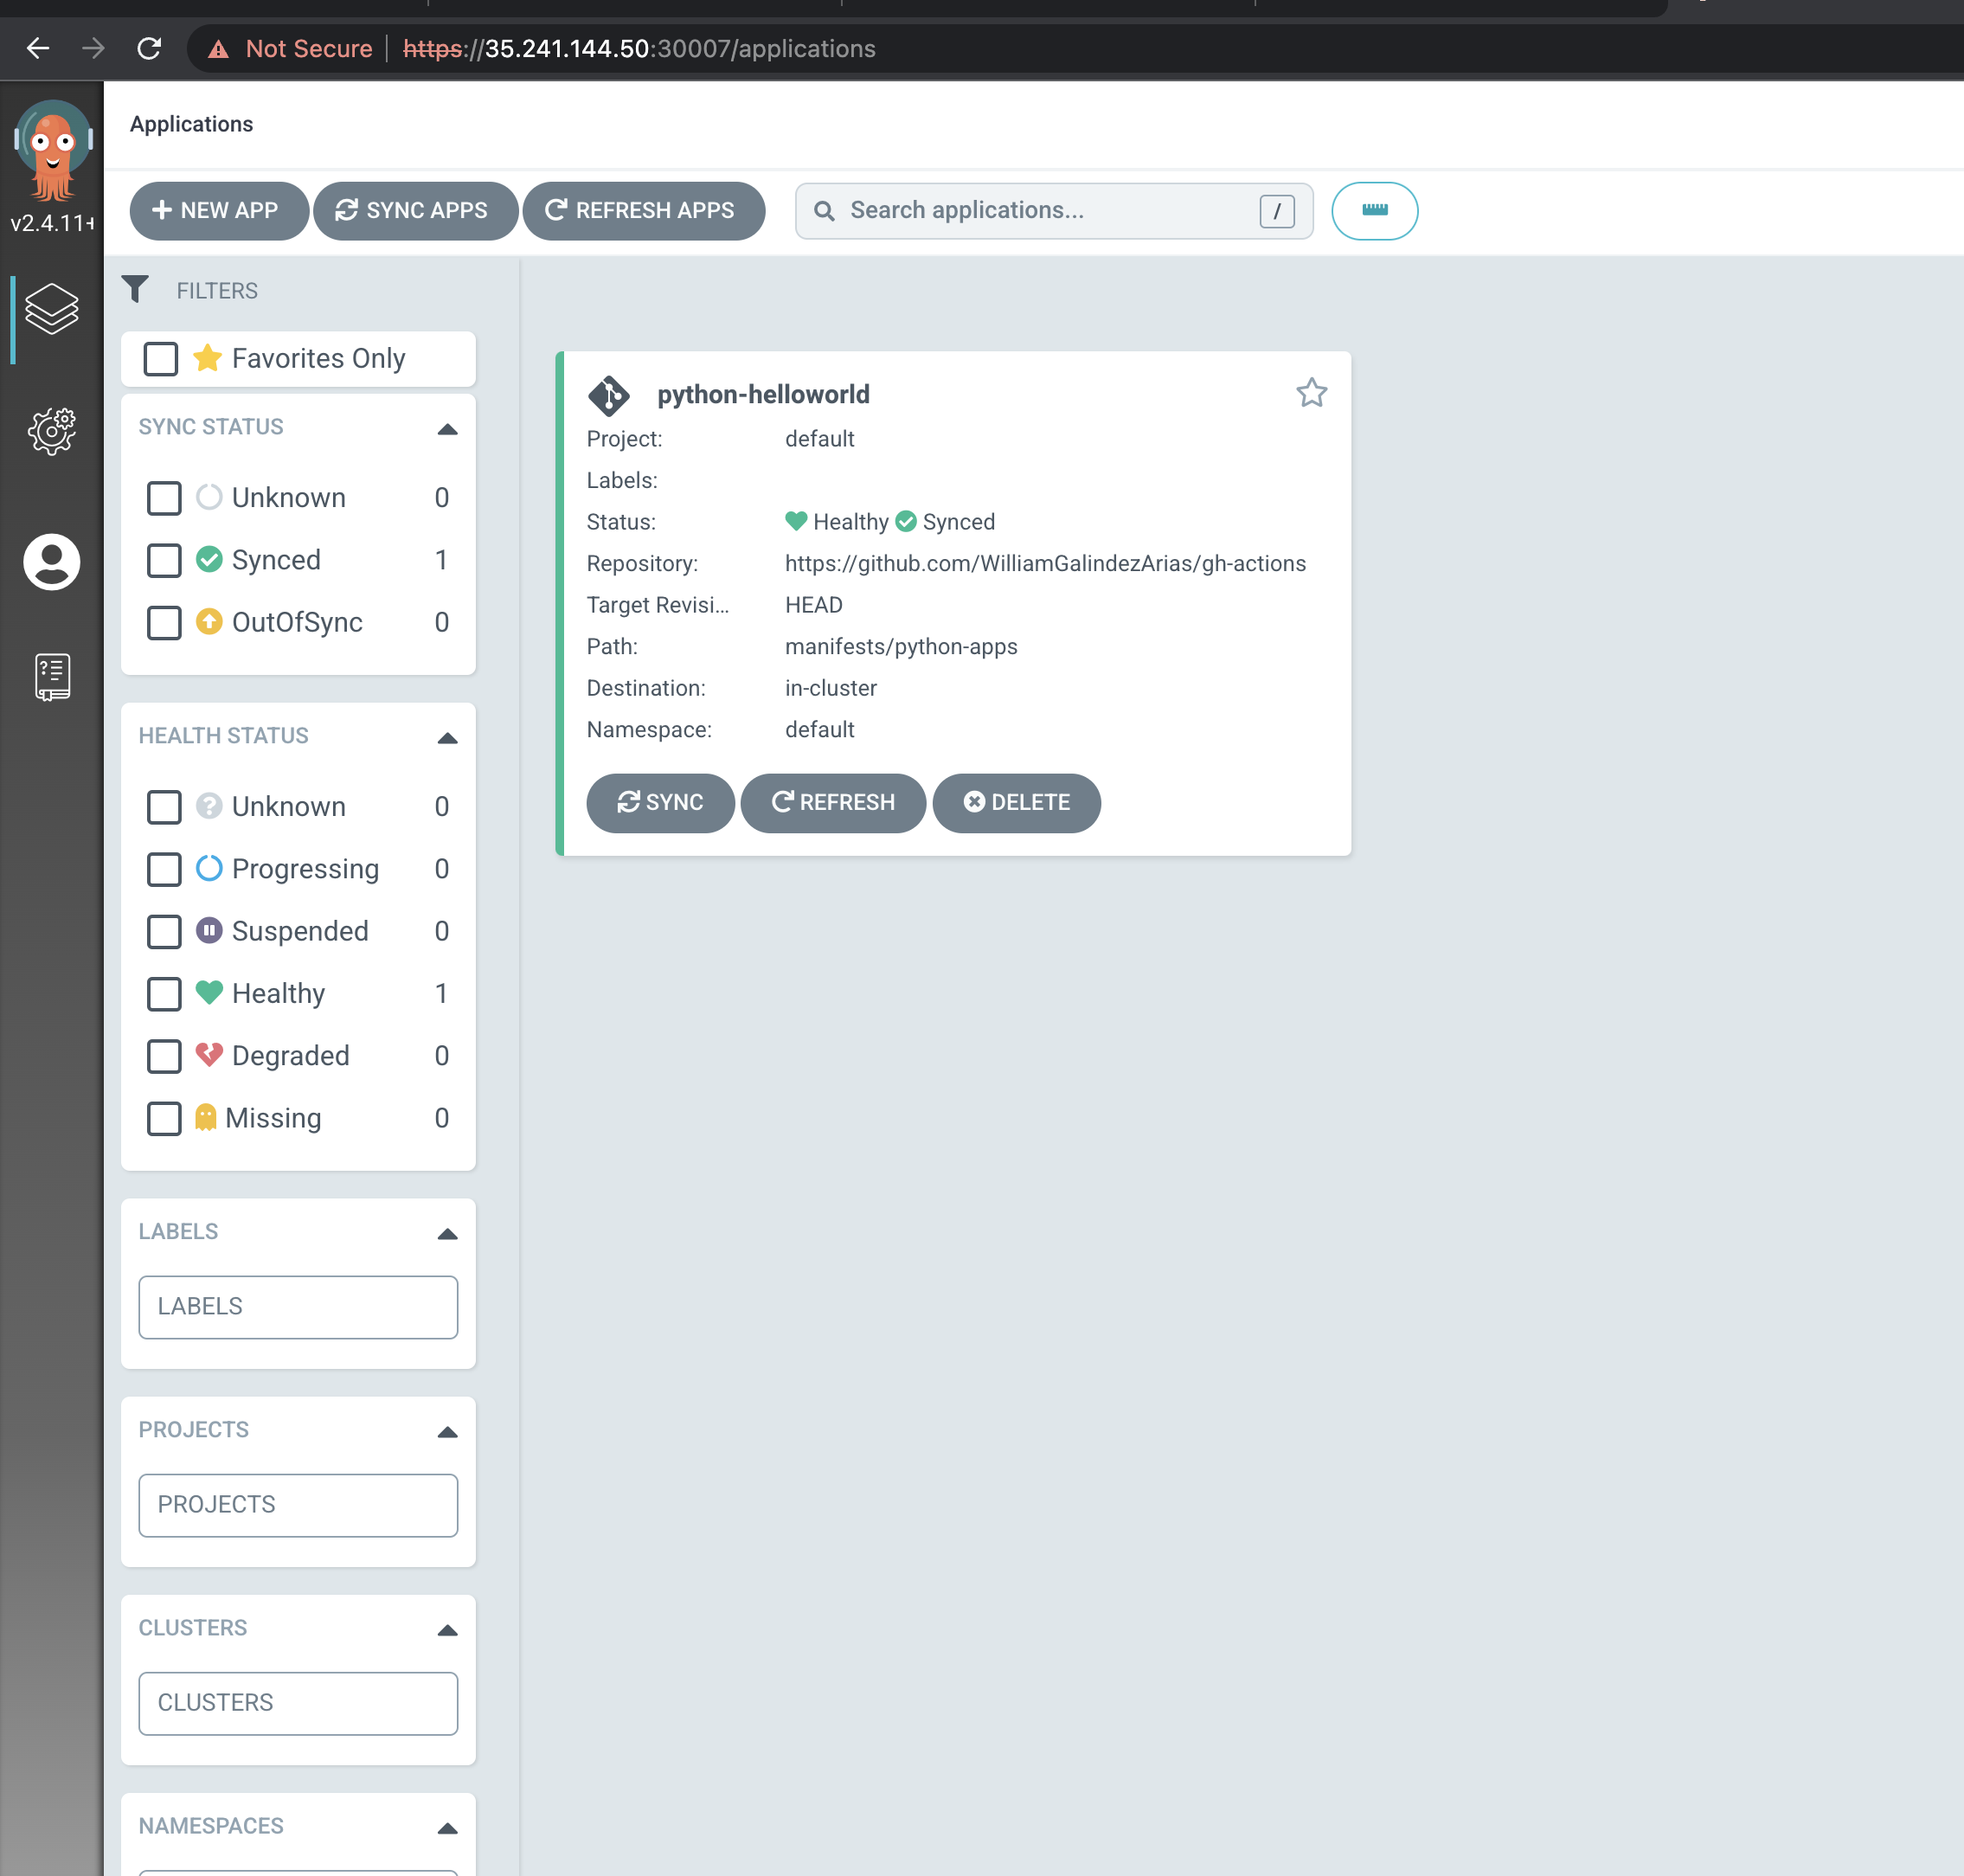 Not Secure https://35.241.144.50:30007/applications
Applications
v2.4.11+
NEW APP SYNC APPS REFRESH APPS Search applications... /
FILTERS
Favorites Only
SYNC STATUS
Unknown 0
Synced 1
OutOfSync 0
HEALTH STATUS
Unknown 0
Progressing 0
Suspended 0
Healthy 1
Degraded 0
Missing 0
LABELS
LABELS
PROJECTS
PROJECTS
CLUSTERS
CLUSTERS
NAMESPACES
python-helloworld
Project: default
Labels:
Status: Healthy Synced
Repository: https://github.com/WilliamGalindezArias/gh-actions
Target Revisi... HEAD
Path: manifests/python-apps
Destination: in-cluster
Namespace: default
SYNC REFRESH DELETE